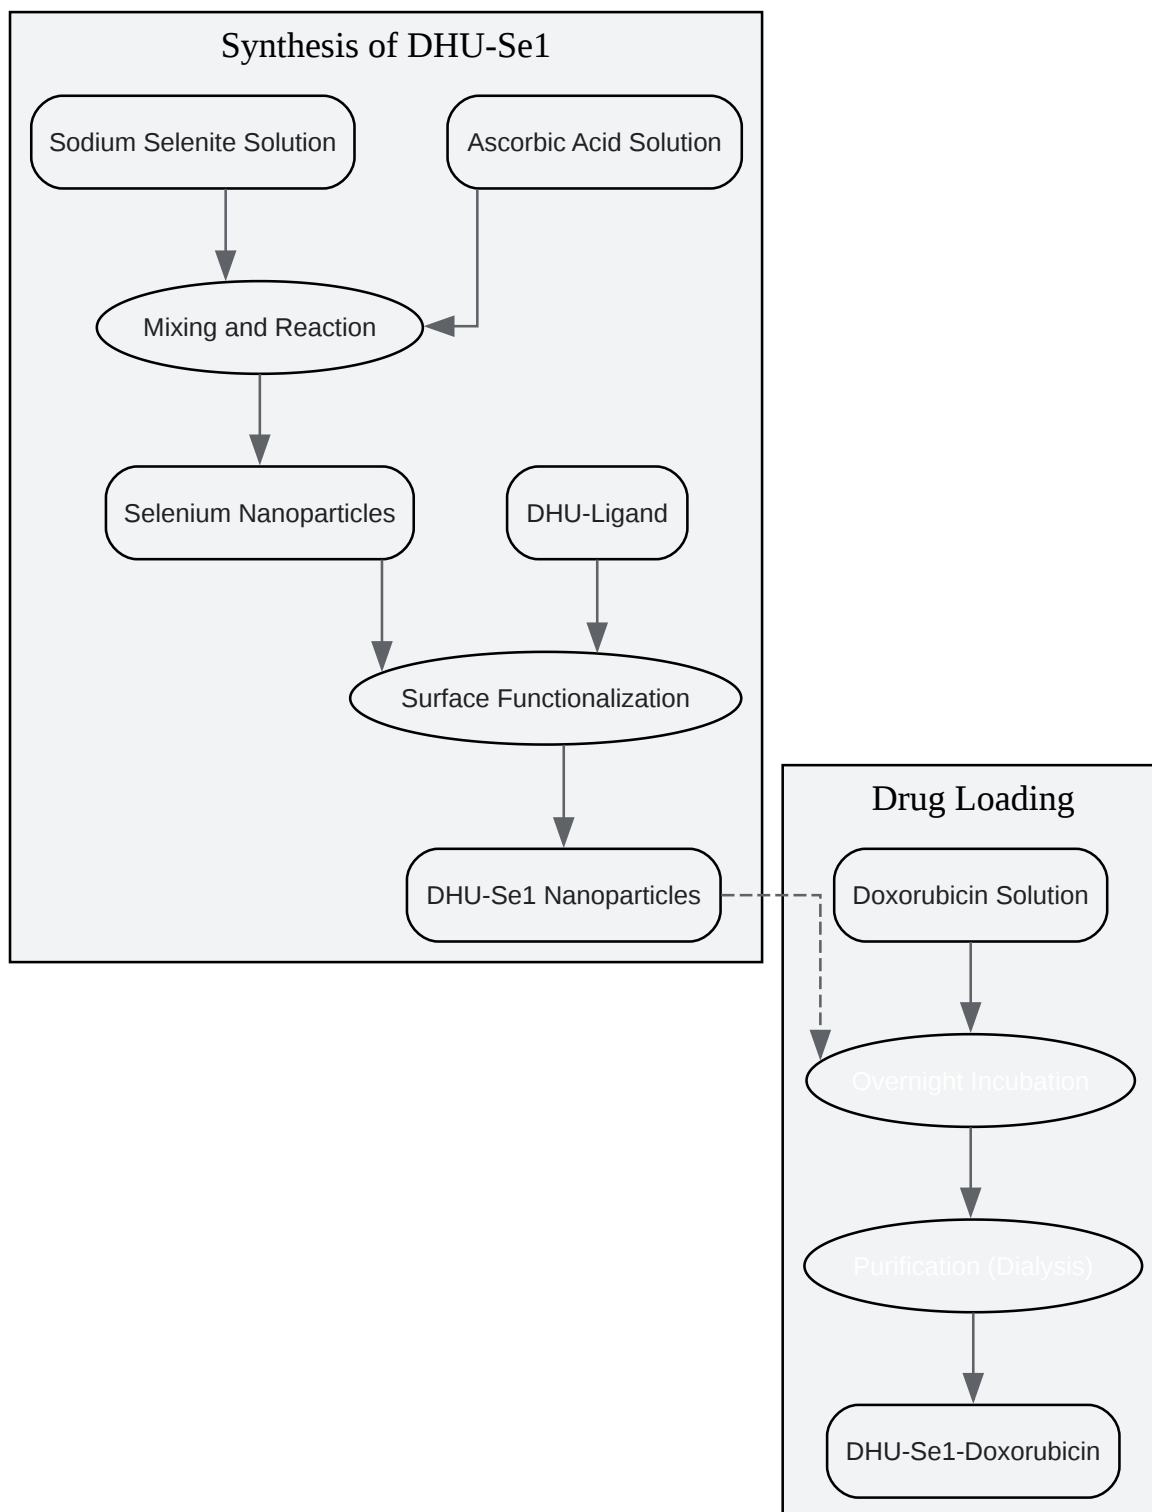 Synthesis of DHU-Se1
Sodium Selenite Solution
Ascorbic Acid Solution
Mixing and Reaction
Selenium Nanoparticles
DHU-Ligand
Surface Functionalization
DHU-Se1 Nanoparticles
Drug Loading
Doxorubicin Solution
Overnight Incubation
Purification (Dialysis)
DHU-Se1-Doxorubicin